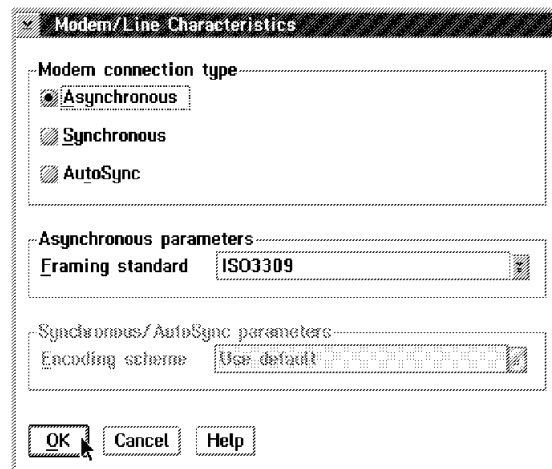 Modem/Line Characteristics
Modem connection type
Asynchronous
Synchronous
AutoSync
Asynchronous parameters
Framing standard ISO3309
Synchronous/AutoSync parameters
Encoding scheme Use default
OK Cancel Help